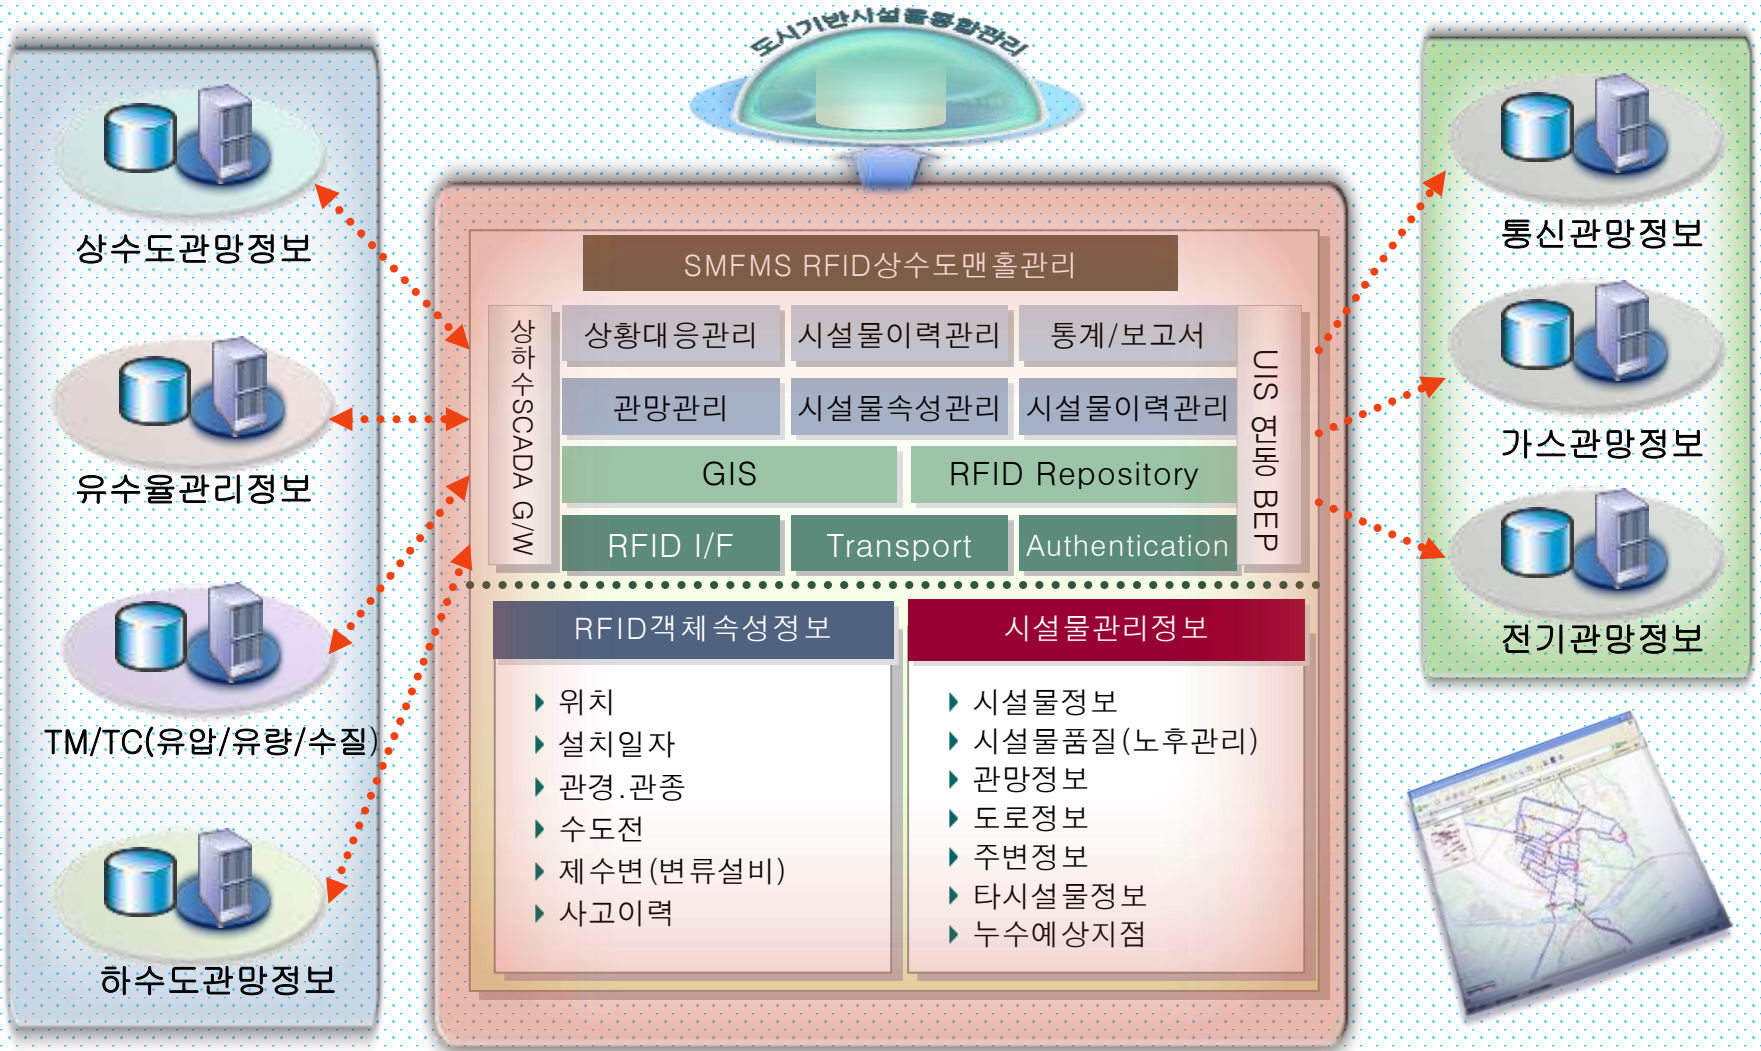 도시기반시설물종합관리
상수도관망정보
유수율관리정보
TM/TC(유압/유량/수질)
하수도관망정보
SMFMS RFID상수도맨홀관리
상하수SCADA G/W
상황대응관리
시설물이력관리
통계/보고서
관망관리
시설물속성관리
시설물이력관리
GIS
RFID Repository
RFID I/F
Transport
Authentication
UIS 연동 BEP
RFID객체속성정보
위치
설치일자
관경.관종
수도전
제수변(변류설비)
사고이력
시설물관리정보
시설물정보
시설물품질(노후관리)
관망정보
도로정보
주변정보
타시설물정보
누수예상지점
통신관망정보
가스관망정보
전기관망정보